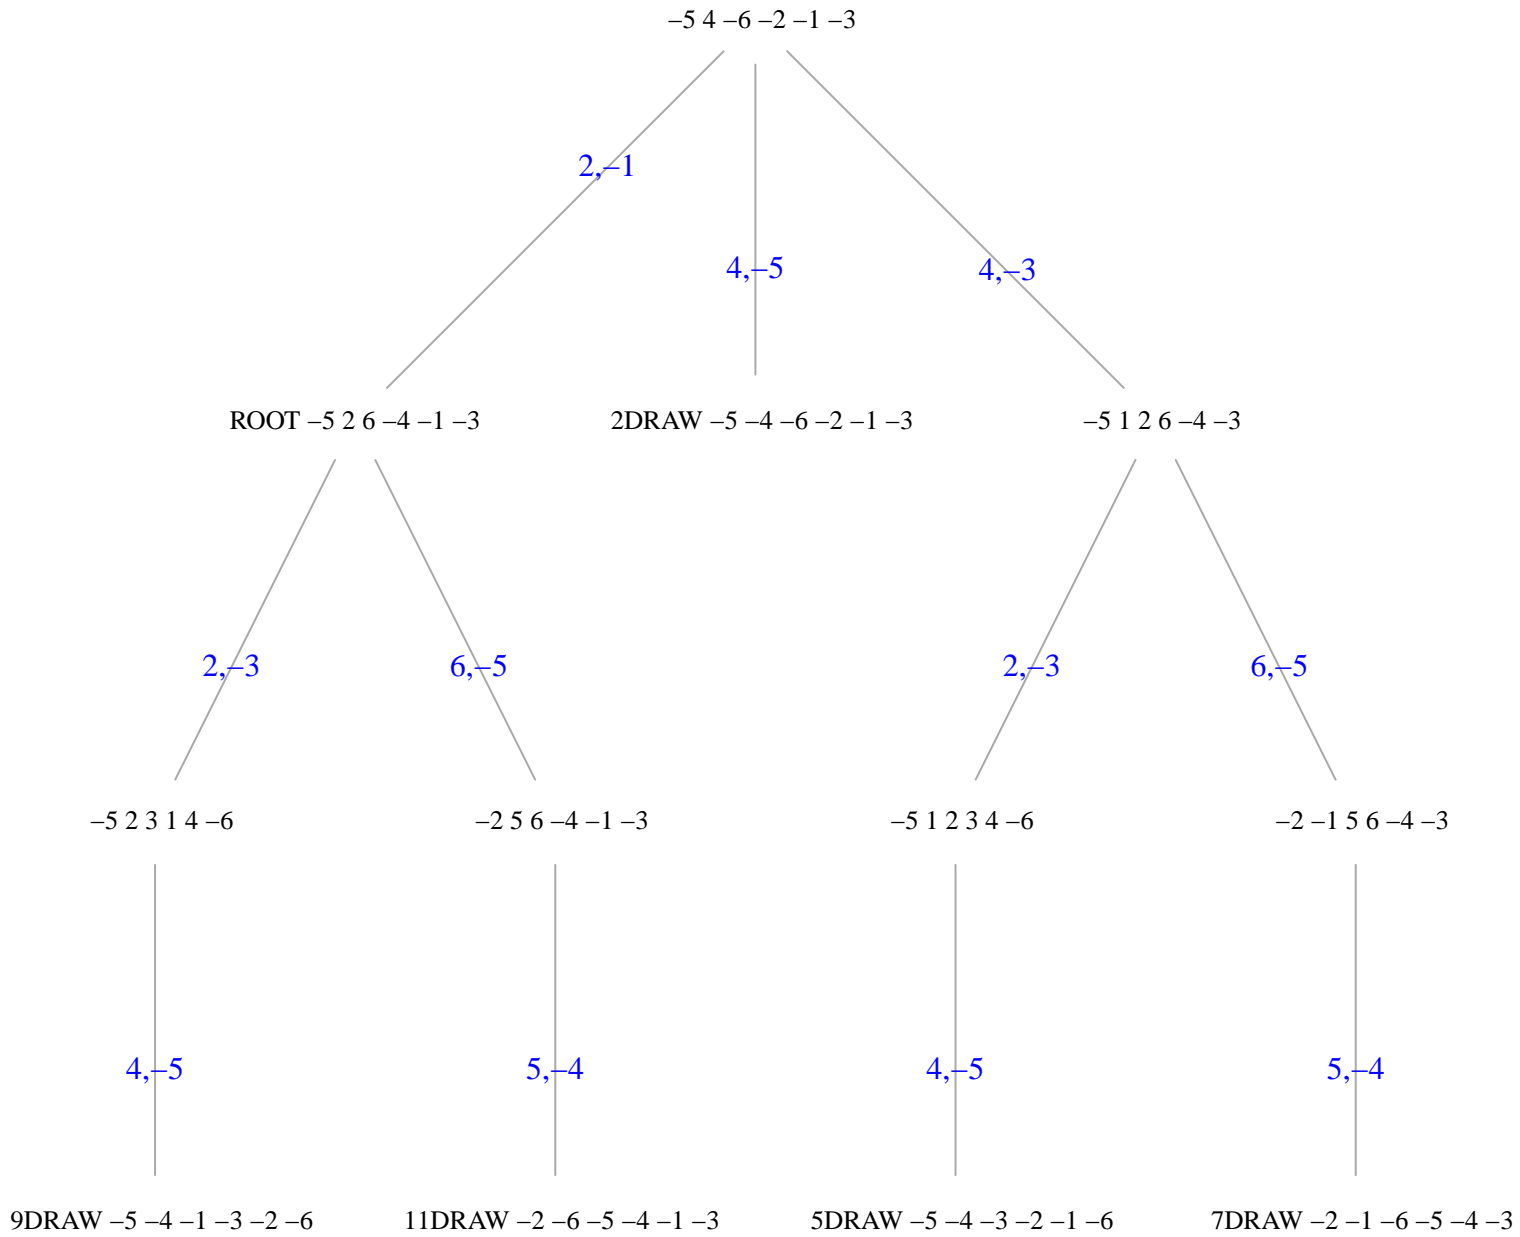 –5 4 –6 –2 –1 –3
2,–1
4,–5
4,–3
ROOT –5 2 6 –4 –1 –3
2DRAW –5 –4 –6 –2 –1 –3
–5 1 2 6 –4 –3
2,–3
6,–5
2,–3
6,–5
–5 2 3 1 4 –6
–2 5 6 –4 –1 –3
–5 1 2 3 4 –6
–2 –1 5 6 –4 –3
4,–5
5,–4
4,–5
5,–4
9DRAW –5 –4 –1 –3 –2 –6
11DRAW –2 –6 –5 –4 –1 –3
5DRAW –5 –4 –3 –2 –1 –6
7DRAW –2 –1 –6 –5 –4 –3